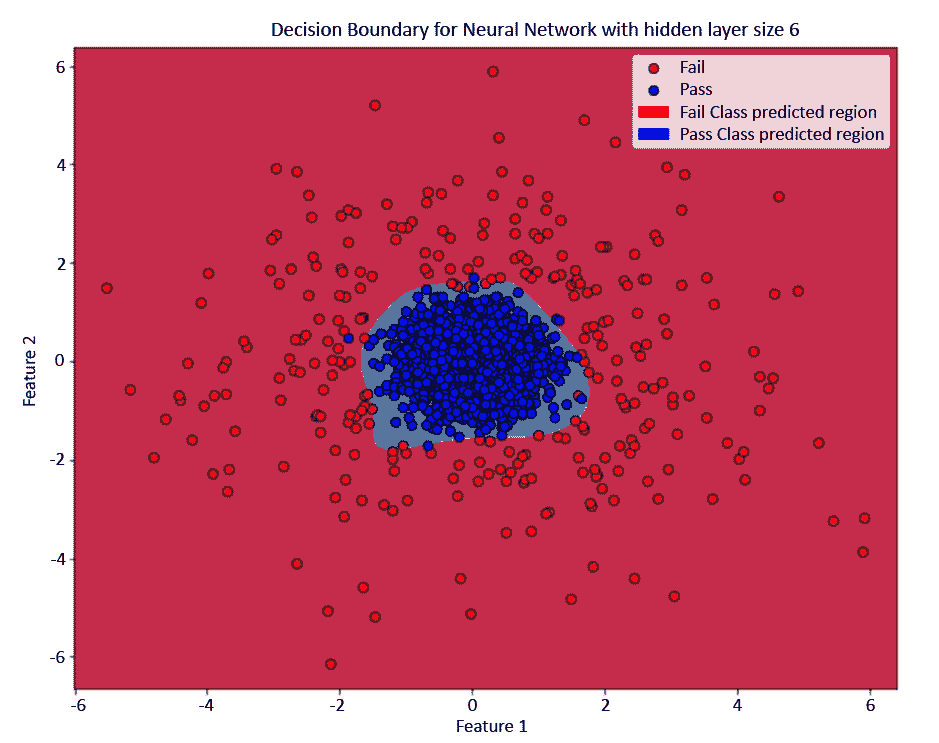 Decision Boundary for Neural Network with hidden layer size 6
Fail
Pass
Fail Class predicted region
Pass Class predicted region
6
4
2
0
-2
-4
-6
Feature 2
-6 -4 -2 0 2 4 6
Feature 1